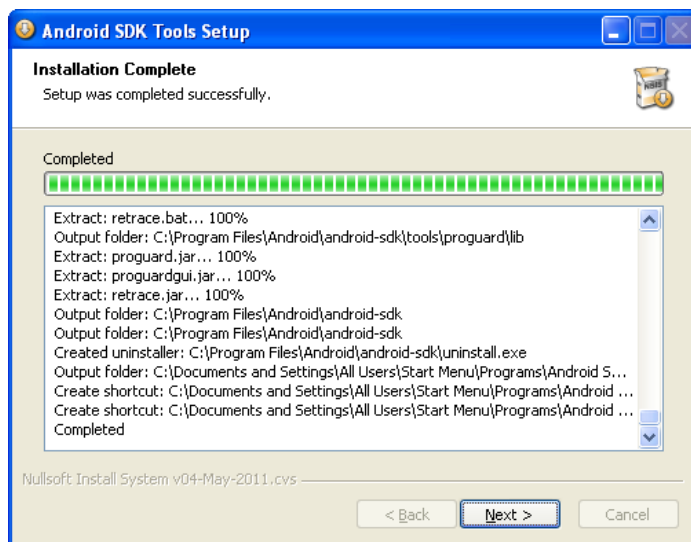 Android SDK Tools Setup
Installation Complete
Setup was completed successfully.
NSIS
Completed
Extract: retrace.bat... 100%
Output folder: C:\Program Files\Android\android-sdk\tools\proguard\lib
Extract: proguard.jar... 100%
Extract: proguardgui.jar... 100%
Extract: retrace.jar... 100%
Output folder: C:\Program Files\Android\android-sdk
Output folder: C:\Program Files\Android\android-sdk
Created uninstaller: C:\Program Files\Android\android-sdk\uninstall.exe
Output folder: C:\Documents and Settings\All Users\Start Menu\Programs\Android S...
Create shortcut: C:\Documents and Settings\All Users\Start Menu\Programs\Android ...
Create shortcut: C:\Documents and Settings\All Users\Start Menu\Programs\Android ...
Completed
Nullsoft Install System v04-May-2011.cvs
< Back Next > Cancel